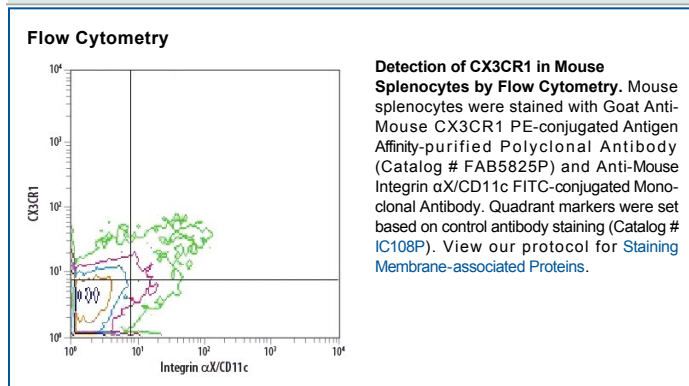 Flow Cytometry
10⁴
10³
10²
10¹
10⁰
CX3CR1
10⁰ 10¹ 10² 10³ 10⁴
Integrin αX/CD11c
Detection of CX3CR1 in Mouse
Splenocytes by Flow Cytometry. Mouse
splenocytes were stained with Goat Anti-
Mouse CX3CR1 PE-conjugated Antigen
Affinity-purified Polyclonal Antibody
(Catalog # FAB5825P) and Anti-Mouse
Integrin αX/CD11c FITC-conjugated Mono-
clonal Antibody. Quadrant markers were set
based on control antibody staining (Catalog #
IC108P). View our protocol for Staining
Membrane-associated Proteins.